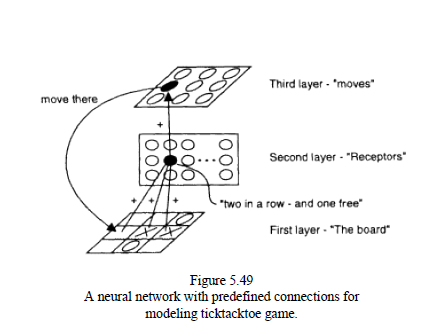 Third layer - "moves"
move there
+
Second layer - "Receptors"
"two in a row - and one free"
+ + +
First layer - "The board"
X X
Figure 5.49
A neural network with predefined connections for
modeling ticktacktoe game.